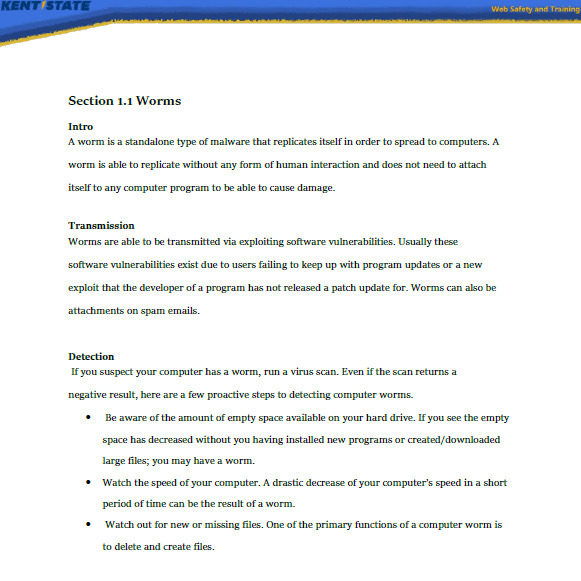 KENT STATE
Web Safety and Training
Section 1.1 Worms
Intro
A worm is a standalone type of malware that replicates itself in order to spread to computers. A
worm is able to replicate without any form of human interaction and does not need to attach
itself to any computer program to be able to cause damage.
Transmission
Worms are able to be transmitted via exploiting software vulnerabilities. Usually these
software vulnerabilities exist due to users failing to keep up with program updates or a new
exploit that the developer of a program has not released a patch update for. Worms can also be
attachments on spam emails.
Detection
If you suspect your computer has a worm, run a virus scan. Even if the scan returns a
negative result, here are a few proactive steps to detecting computer worms.
• Be aware of the amount of empty space available on your hard drive. If you see the empty
space has decreased without you having installed new programs or created/downloaded
large files; you may have a worm.
• Watch the speed of your computer. A drastic decrease of your computer's speed in a short
period of time can be the result of a worm.
• Watch out for new or missing files. One of the primary functions of a computer worm is
to delete and create files.